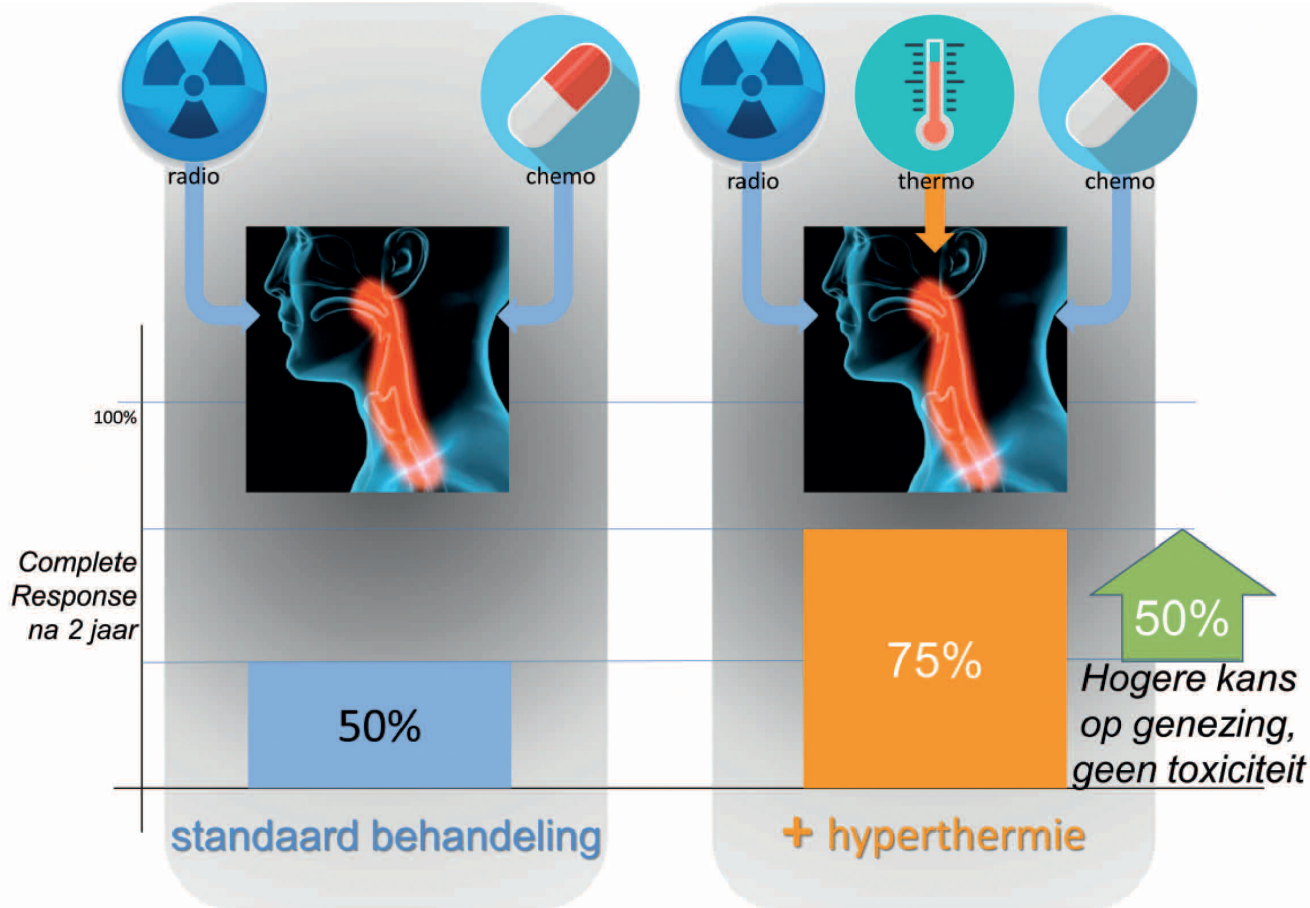 radio
chemo
radio
thermo
chemo
100%
Complete
Response
na 2 jaar
50%
75%
50%
Hogere kans
op genezing,
geen toxiciteit
standaard behandeling
+ hyperthermie